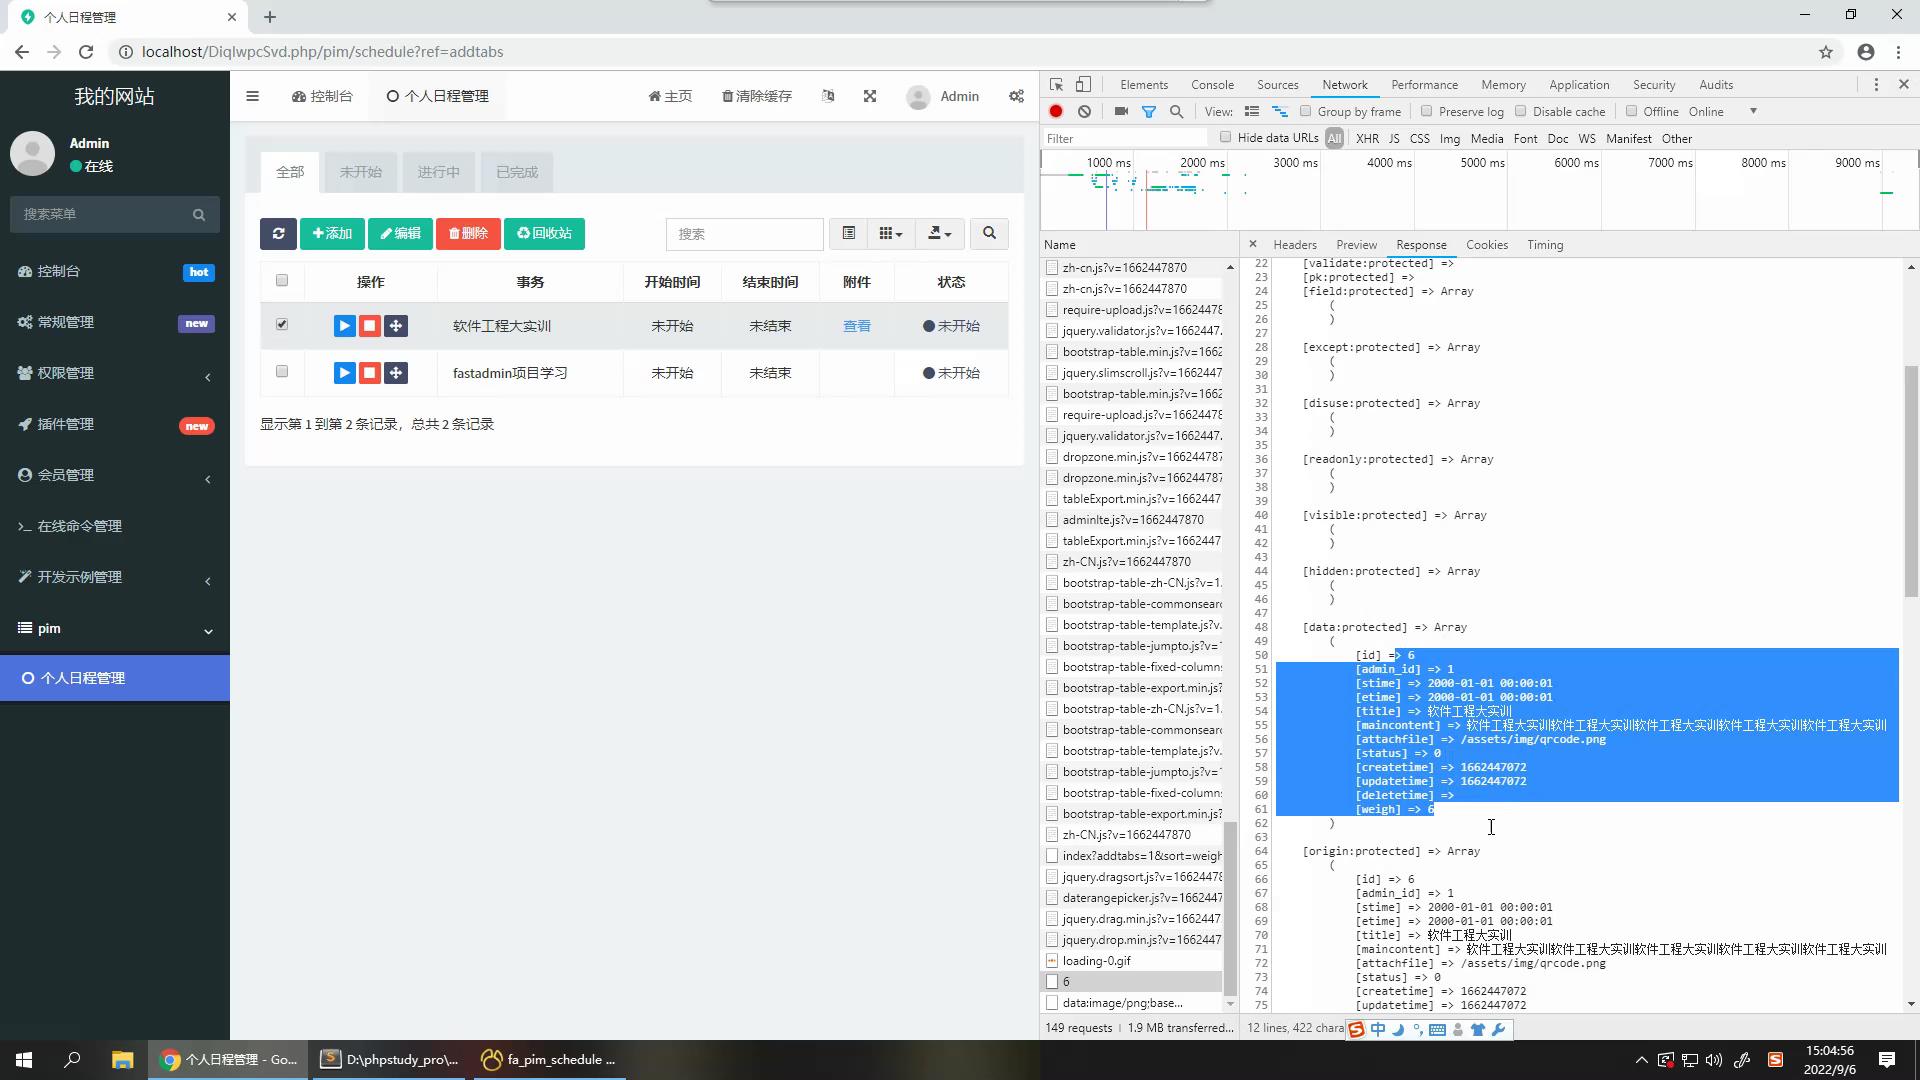 个人日程管理
localhost/DiqlwpcSvd.php/pim/schedule?ref=addtabs
我的网站
Admin
在线
搜索菜单
控制台 hot
常规管理 new
权限管理
插件管理 new
会员管理
在线命令管理
开发示例管理
pim
个人日程管理
控制台
个人日程管理
主页
清除缓存
Admin
全部 未开始 进行中 已完成
添加 编辑 删除 回收站
搜索
操作 事务 开始时间 结束时间 附件 状态
软件工程大实训 未开始 未结束 查看 未开始
fastadmin项目学习 未开始 未结束 未开始
显示第 1 到第 2 条记录，总共 2 条记录
Elements Console Sources Network Performance Memory Application Security Audits
View: Group by frame Preserve log Disable cache Offline Online
Filter Hide data URLs All XHR JS CSS Img Media Font Doc WS Manifest Other
1000 ms 2000 ms 3000 ms 4000 ms 5000 ms 6000 ms 7000 ms 8000 ms 9000 ms
Name
zh-cn.js?v=1662447870
zh-cn.js?v=1662447870
require-upload.js?v=16624478
jquery.validator.js?v=1662447.
bootstrap-table.min.js?v=1662
jquery.slimscroll.js?v=1662447
bootstrap-table.min.js?v=1662
require-upload.js?v=16624478
jquery.validator.js?v=1662447.
dropzone.min.js?v=166244787
dropzone.min.js?v=166244787
tableExport.min.js?v=1662447
adminlte.js?v=1662447870
tableExport.min.js?v=1662447
zh-CN.js?v=1662447870
bootstrap-table-zh-CN.js?v=1.
bootstrap-table-commonsearc
bootstrap-table-template.js?v.
bootstrap-table-jumpto.js?v=1
bootstrap-table-fixed-column:
bootstrap-table-export.min.js?
bootstrap-table-zh-CN.js?v=1.
bootstrap-table-commonsearc
bootstrap-table-template.js?v.
bootstrap-table-jumpto.js?v=1
bootstrap-table-fixed-column:
bootstrap-table-export.min.js?
zh-CN.js?v=1662447870
index?addtabs=1&sort=weigh
jquery.dragsort.js?v=16624478
daterangepicker.js?v=1662447
jquery.drag.min.js?v=1662447
jquery.drop.min.js?v=1662447
loading-0.gif
6
data:image/png;base...
149 requests 1.9 MB transferred...
Headers Preview Response Cookies Timing
22 [validate:protected] =>
23 [pk:protected] =>
24 [field:protected] => Array
25 (
26 )
27
28 [except:protected] => Array
29 (
30 )
31
32 [disuse:protected] => Array
33 (
34 )
35
36 [readonly:protected] => Array
37 (
38 )
39
40 [visible:protected] => Array
41 (
42 )
43
44 [hidden:protected] => Array
45 (
46 )
47
48 [data:protected] => Array
49 (
50 [id] => 6
51 [admin_id] => 1
52 [stime] => 2000-01-01 00:00:01
53 [etime] => 2000-01-01 00:00:01
54 [title] => 软件工程大实训
55 [maincontent] => 软件工程大实训软件工程大实训软件工程大实训软件工程大实训软件工程大实训
56 [attachfile] => /assets/img/qrcode.png
57 [status] => 0
58 [createtime] => 1662447072
59 [updatetime] => 1662447072
60 [deletetime] =>
61 [weigh] => 6
62 )
63
64 [origin:protected] => Array
65 (
66 [id] => 6
67 [admin_id] => 1
68 [stime] => 2000-01-01 00:00:01
69 [etime] => 2000-01-01 00:00:01
70 [title] => 软件工程大实训
71 [maincontent] => 软件工程大实训软件工程大实训软件工程大实训软件工程大实训软件工程大实训
72 [attachfile] => /assets/img/qrcode.png
73 [status] => 0
74 [createtime] => 1662447072
75 [updatetime] => 1662447072
12 lines, 422 chara
中
个人日程管理 - Go...
D:\phpstudy_pro\...
fa_pim_schedule ...
15:04:56
2022/9/6